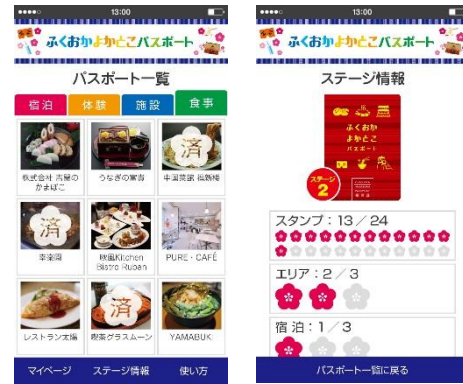 13:00
ふくおかよかとこパスポート
パスポート一覧
宿泊
体験
施設
食事
株式会社 吉開の
かまぼこ
うなぎの富貴
済
中国菜館 福新楼
済
幸楽園
欧風Kitchen
Bistro Ruban
PURE・CAFÉ
レストラン太陽
済
喫茶グラスムーン
YAMABUKI
マイページ
ステージ情報
使い方
13:00
ふくおかよかとこパスポート
ステージ情報
ふくおか
よかとこ
パスポート
ステージ
2
スタンプ：13／24
エリア：2／3
宿泊：1／3
パスポート一覧に戻る